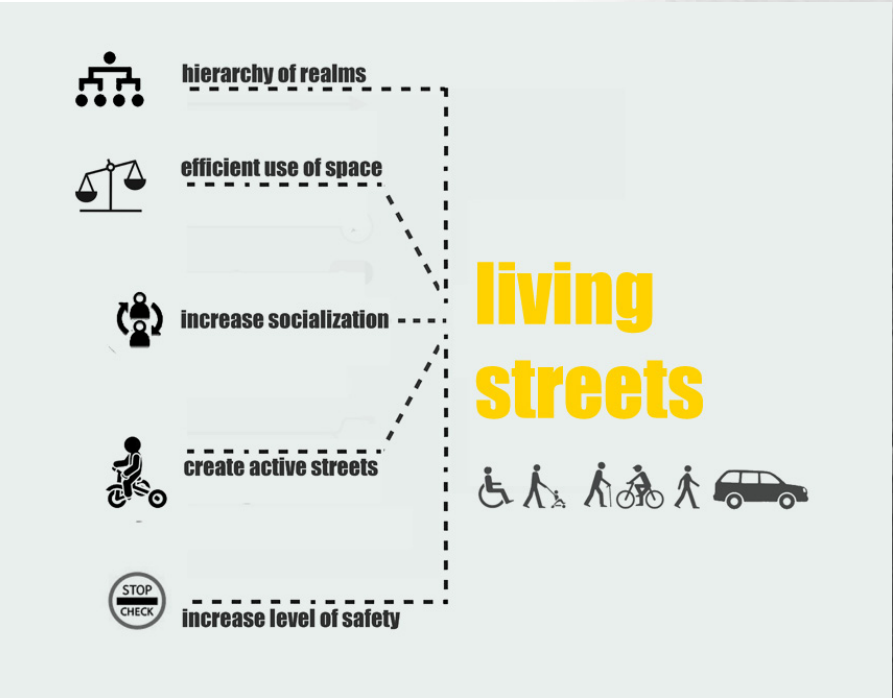 hierarchy of realms
efficient use of space
increase socialization
create active streets
STOP
CHECK
increase level of safety
living
streets